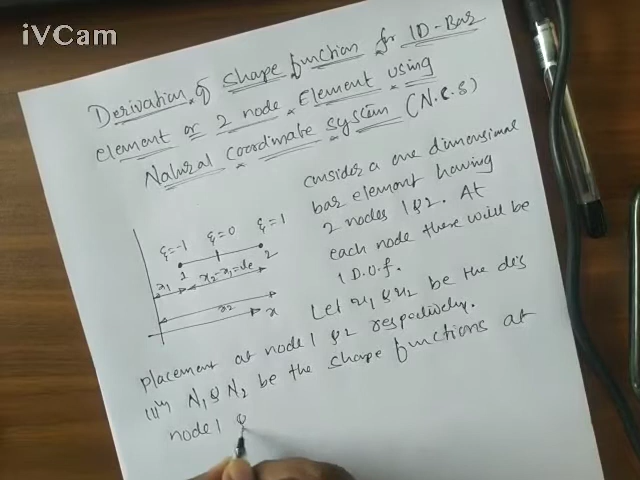 iVCam
Derivation of shape function for 1D-Bar
element or 2 node Element using
Natural coordinate system (N.C.S)
Consider a one dimensional
bar element having
2 nodes 1 & 2. At
each node there will be
1 D.O.f.
ξ=-1 ξ=0 ξ=1
1 2
x₁ x₂-x₁=le
x₂
x
Let u₁ & u₂ be the dis
placement at node 1 & 2 respectively.
|||ly N₁ & N₂ be the shape functions at
node 1 &